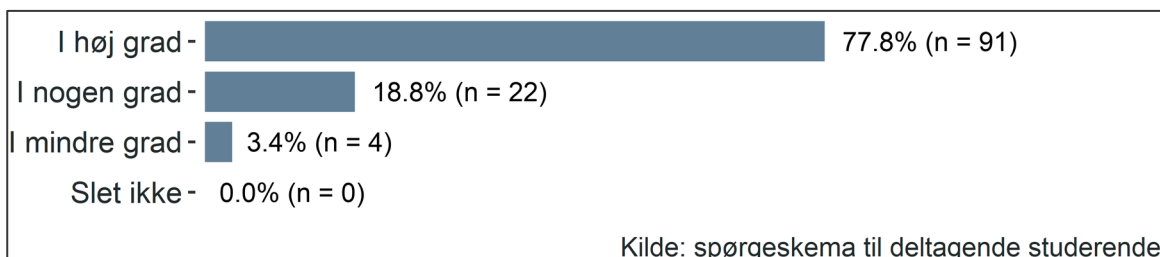 I høj grad - 77.8% (n = 91)
I nogen grad - 18.8% (n = 22)
I mindre grad - 3.4% (n = 4)
Slet ikke - 0.0% (n = 0)
Kilde: spørgeskema til deltagende studerende